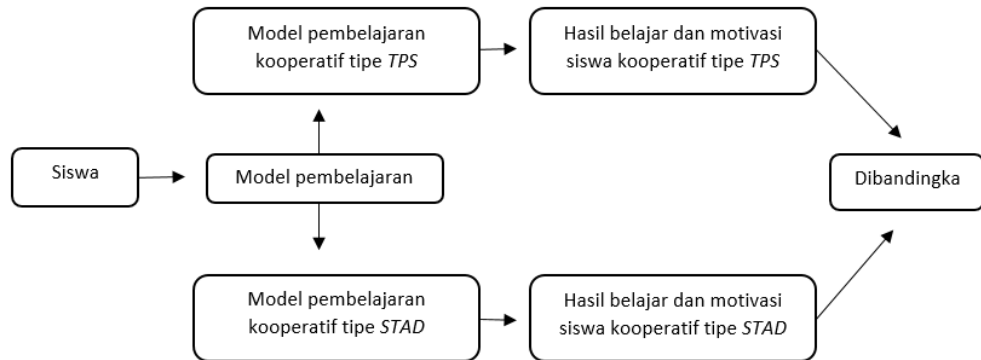 Model pembelajaran
kooperatif tipe TPS
Hasil belajar dan motivasi
siswa kooperatif tipe TPS
Siswa
Model pembelajaran
Dibandingka
Model pembelajaran
kooperatif tipe STAD
Hasil belajar dan motivasi
siswa kooperatif tipe STAD